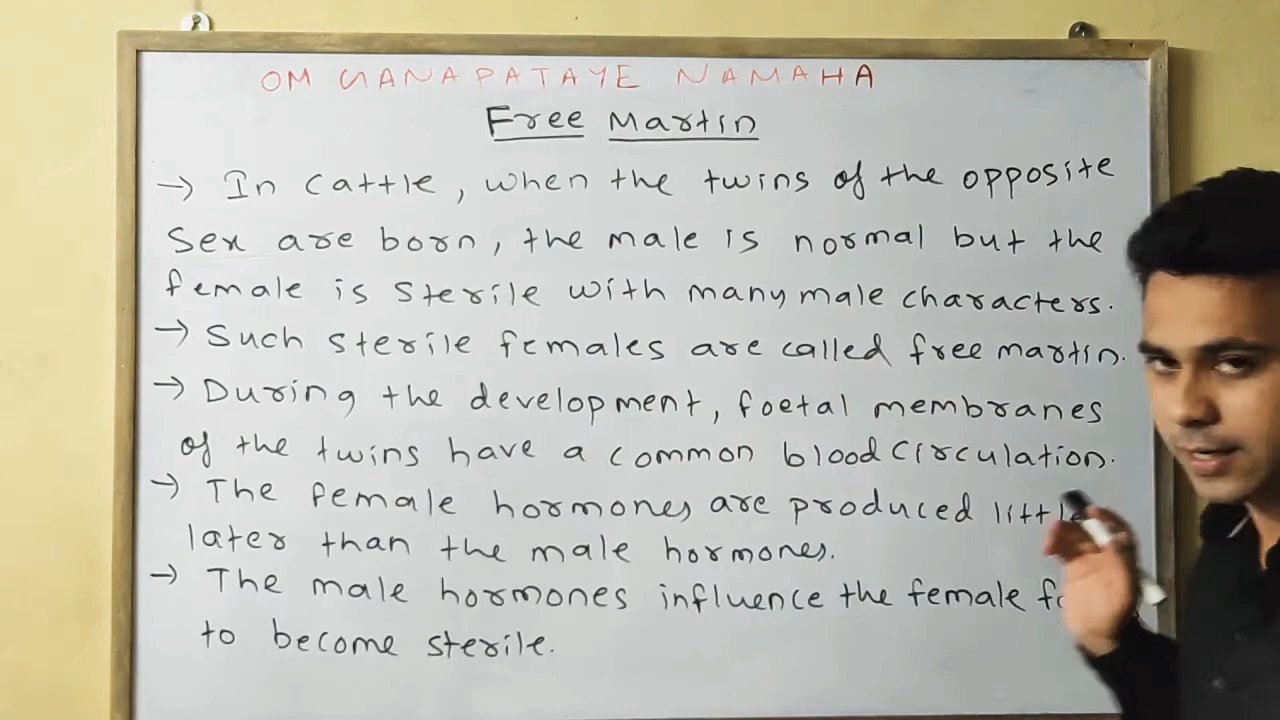 OM GANAPATAYE NAMAHA
Free Martin
→ In cattle, when the twins of the opposite
Sex are born, the male is normal but the
female is sterile with many male characters.
→ Such sterile females are called free martin.
→ During the development, foetal membranes
of the twins have a common blood circulation.
→ The female hormones are produced little
later than the male hormones.
→ The male hormones influence the female
to become sterile.